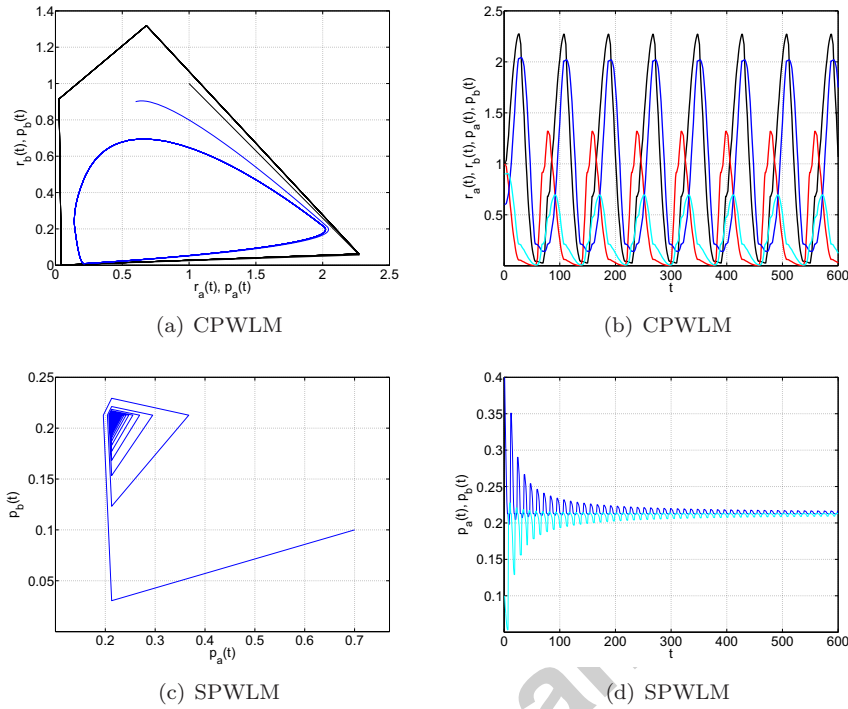 1.4
1.2
1
0.8
0.6
0.4
0.2
0
r_b(t), p_b(t)
0 0.5 1 1.5 2 2.5
r_a(t), p_a(t)
(a) CPWLM
2.5
2
1.5
1
0.5
r_a(t), r_b(t), p_a(t), p_b(t)
0 100 200 300 400 500 600
t
(b) CPWLM
0.25
0.2
0.15
0.1
0.05
p_b(t)
0.2 0.3 0.4 0.5 0.6 0.7
p_a(t)
(c) SPWLM
0.4
0.35
0.3
0.25
0.2
0.15
0.1
p_a(t), p_b(t)
0 100 200 300 400 500 600
t
(d) SPWLM